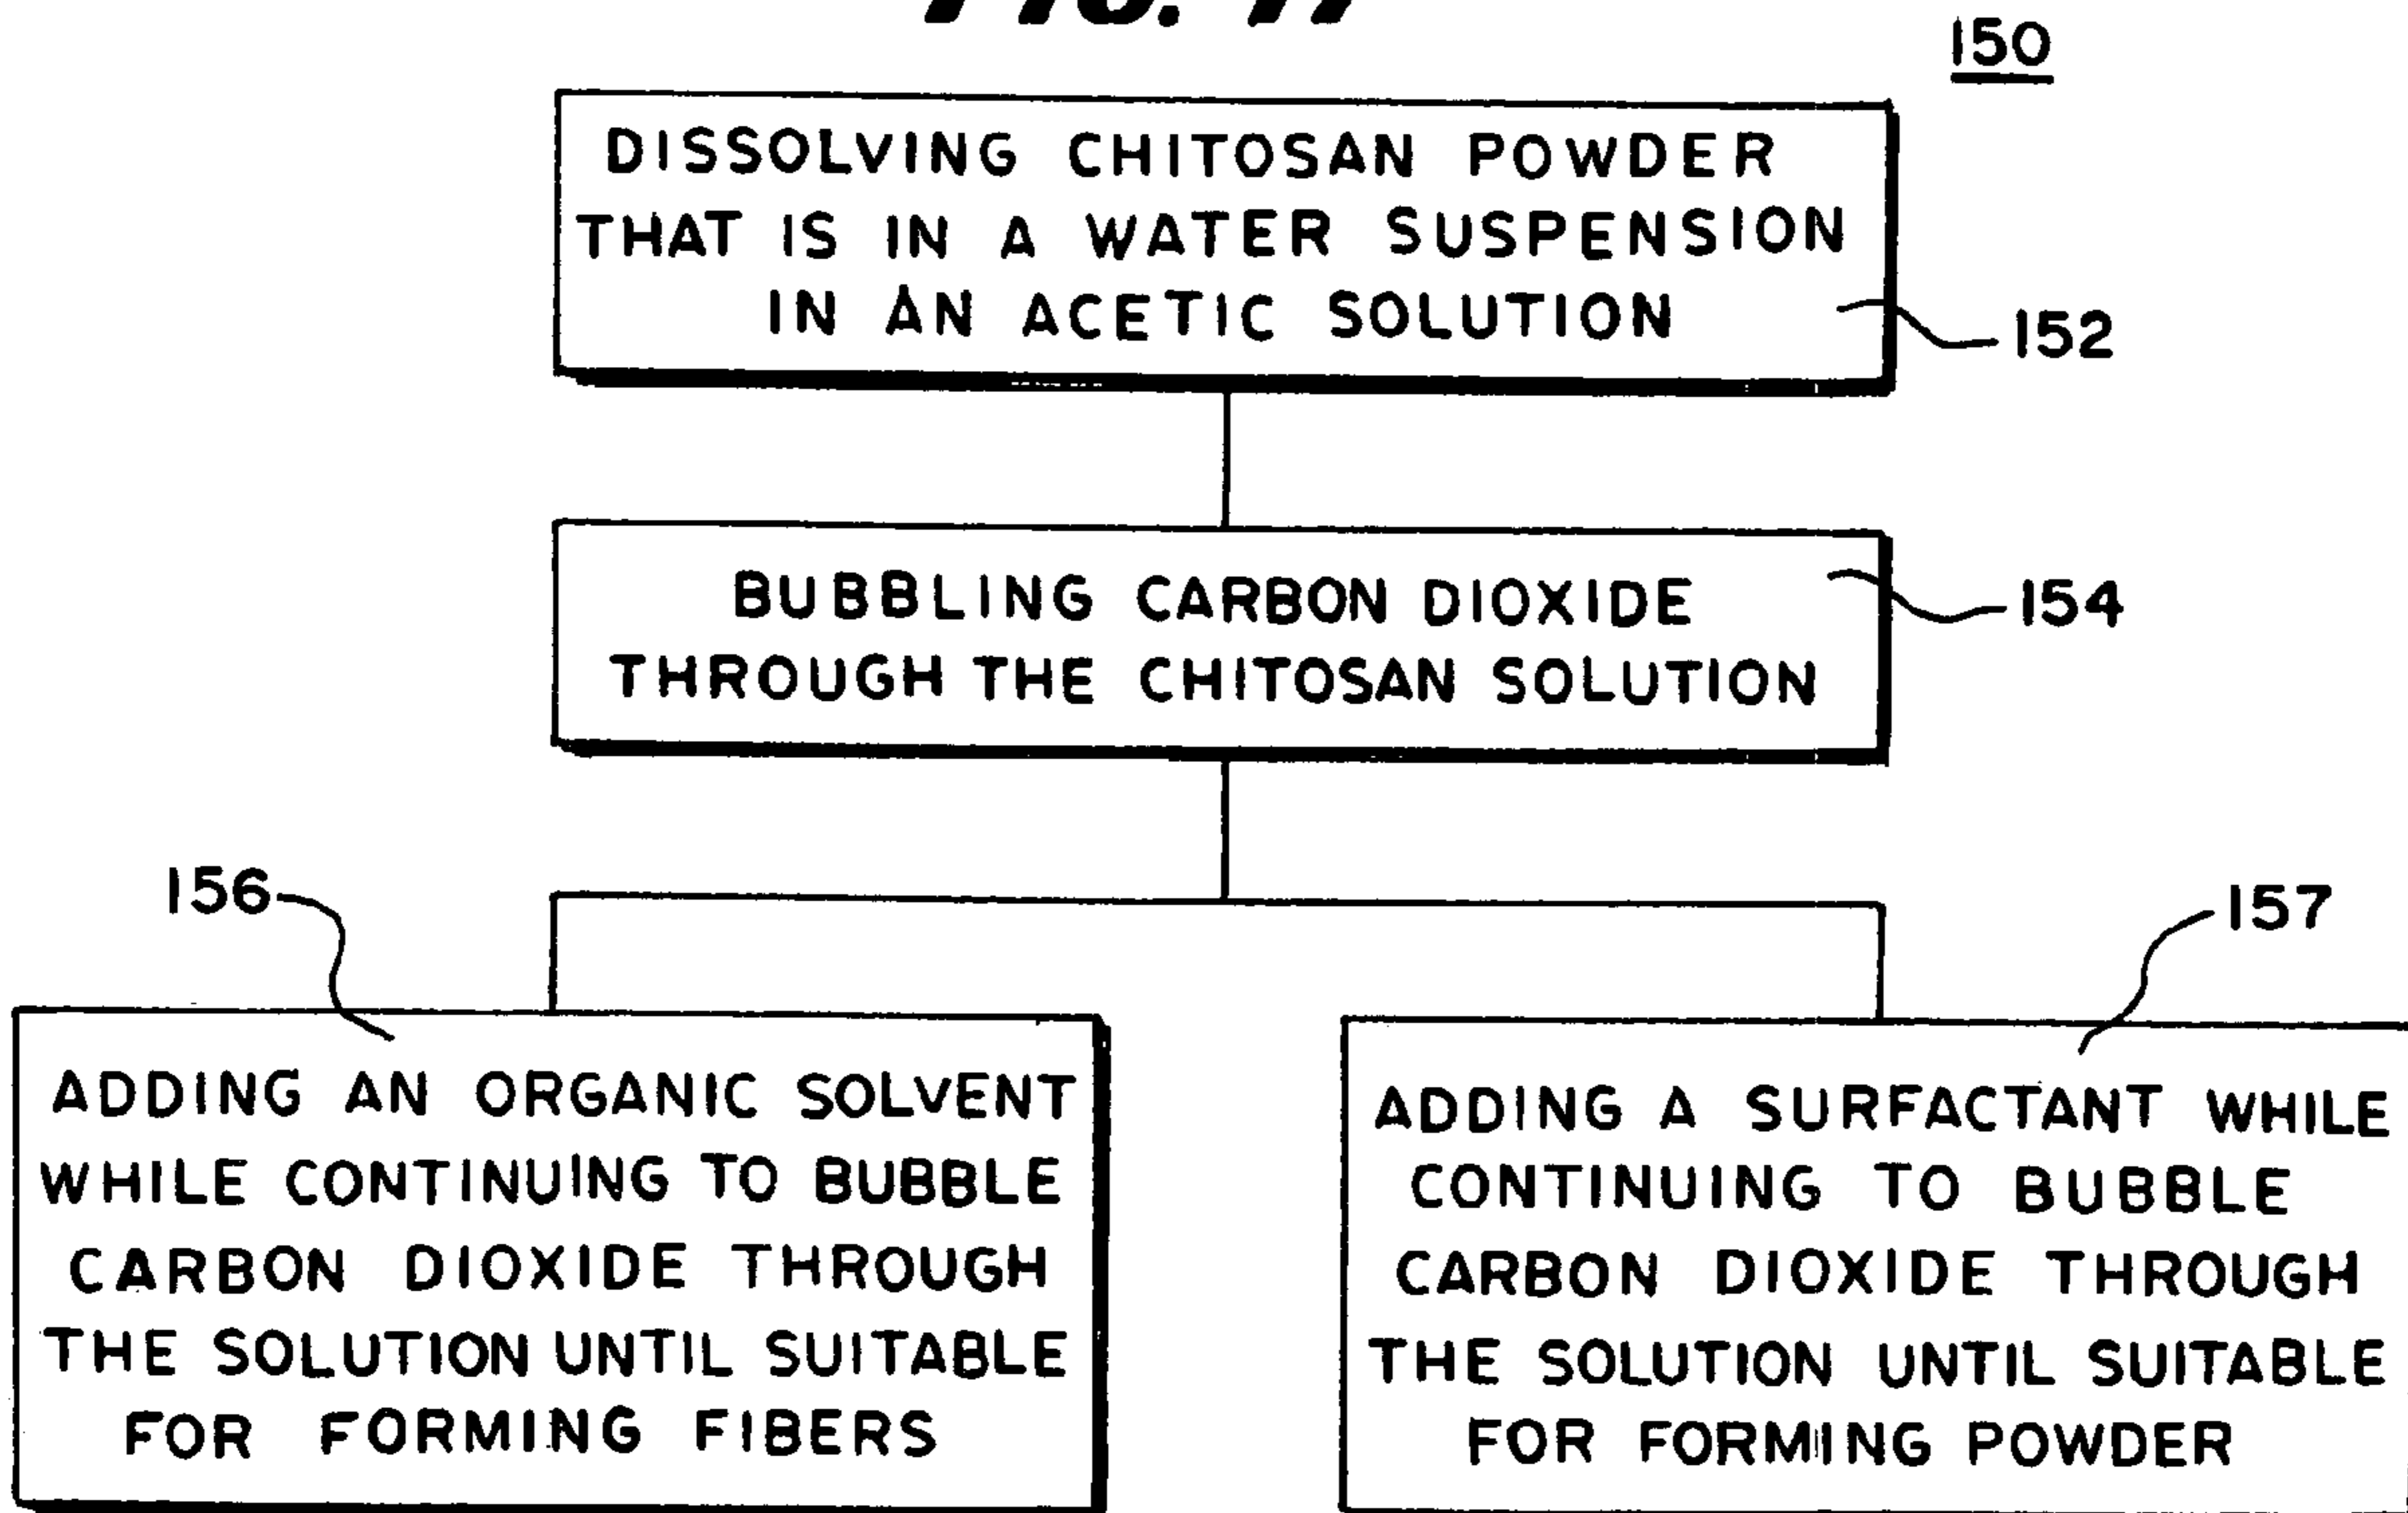 150
DISSOLVING CHITOSAN POWDER
THAT IS IN A WATER SUSPENSION
IN AN ACETIC SOLUTION
152
BUBBLING CARBON DIOXIDE
THROUGH THE CHITOSAN SOLUTION
154
156
157
ADDING AN ORGANIC SOLVENT
WHILE CONTINUING TO BUBBLE
CARBON DIOXIDE THROUGH
THE SOLUTION UNTIL SUITABLE
FOR FORMING FIBERS
ADDING A SURFACTANT WHILE
CONTINUING TO BUBBLE
CARBON DIOXIDE THROUGH
THE SOLUTION UNTIL SUITABLE
FOR FORMING POWDER